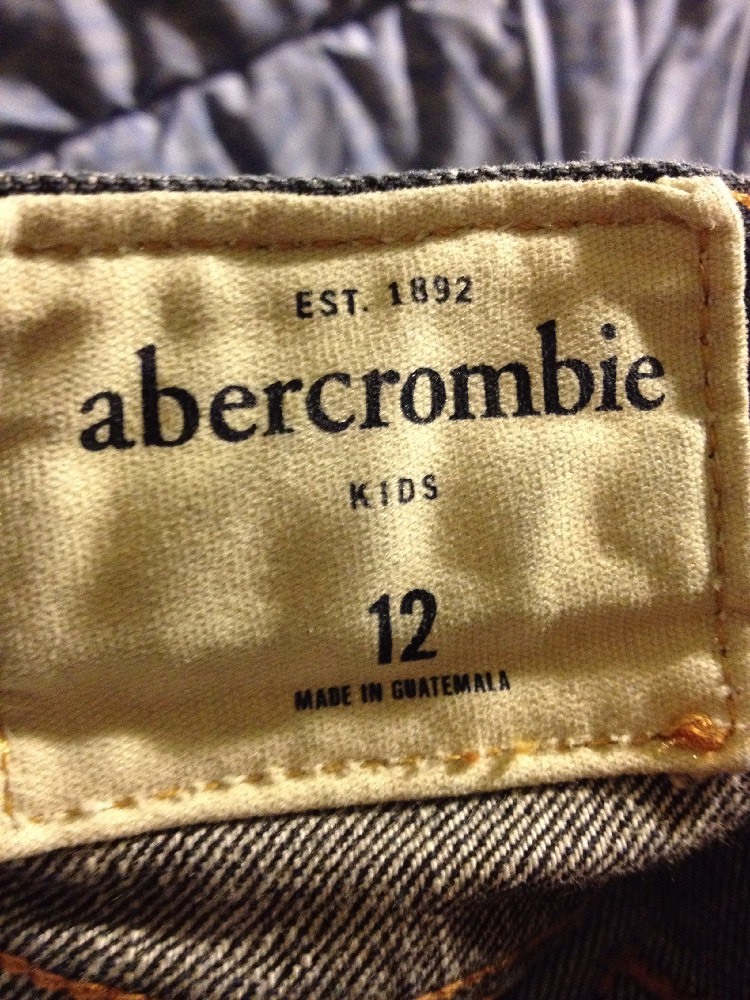 EST. 1892
abercrombie
KIDS
12
MADE IN GUATEMALA